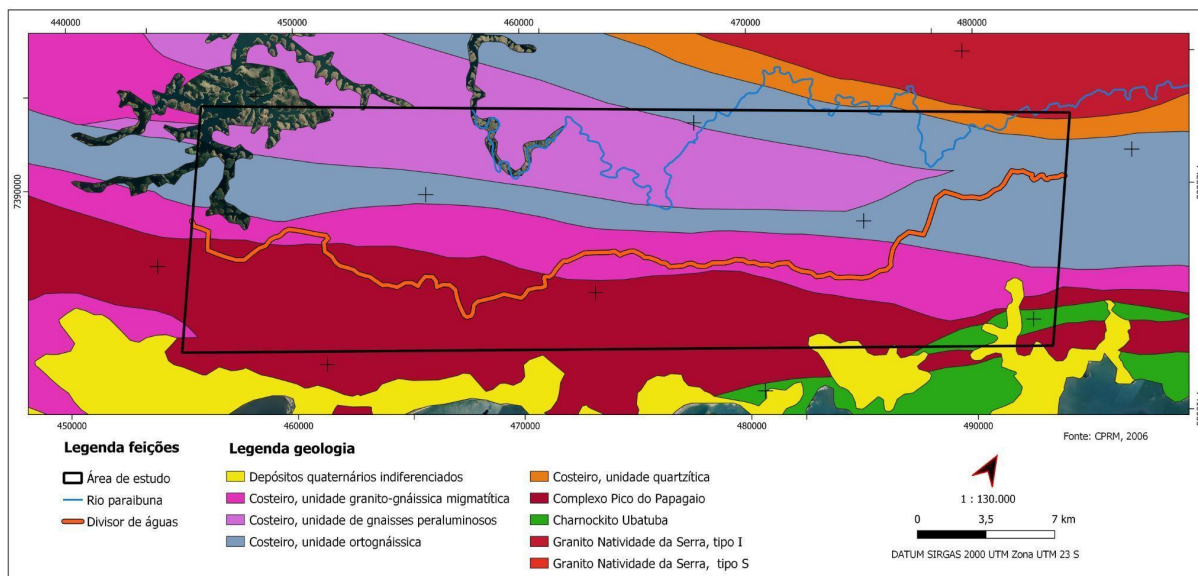 440000 450000 460000 470000 480000
7390000
450000 460000 470000 480000 490000
Fonte: CPRM, 2006
Legenda feições
Área de estudo
Rio paraibuna
Divisor de águas
Legenda geologia
Depósitos quaternários indiferenciados
Costeiro, unidade granito-gnáissica migmatítica
Costeiro, unidade de gnaisses peraluminosos
Costeiro, unidade ortognáissica
Costeiro, unidade quartzítica
Complexo Pico do Papagaio
Charnockito Ubatuba
Granito Natividade da Serra, tipo I
Granito Natividade da Serra, tipo S
1 : 130.000
0 3,5 7 km
DATUM SIRGAS 2000 UTM Zona UTM 23 S